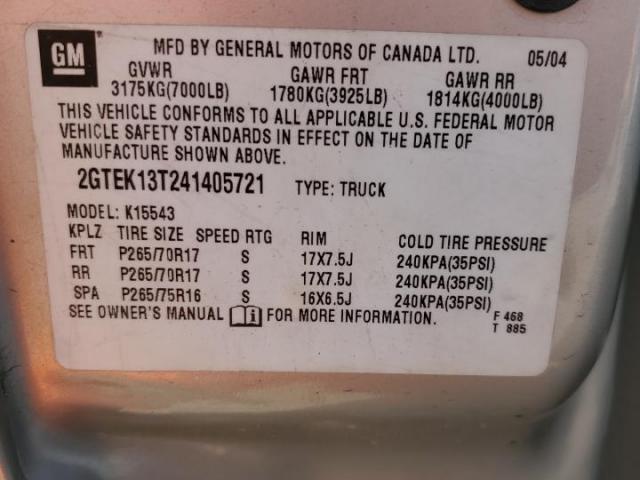 GM MFD BY GENERAL MOTORS OF CANADA LTD. 05/04
GVWR GAWR FRT GAWR RR
3175KG(7000LB) 1780KG(3925LB) 1814KG(4000LB)
THIS VEHICLE CONFORMS TO ALL APPLICABLE U.S. FEDERAL MOTOR
VEHICLE SAFETY STANDARDS IN EFFECT ON THE DATE OF
MANUFACTURE SHOWN ABOVE.
2GTEK13T241405721 TYPE: TRUCK
MODEL: K15543
KPLZ TIRE SIZE SPEED RTG RIM COLD TIRE PRESSURE
FRT P265/70R17 S 17X7.5J 240KPA(35PSI)
RR P265/70R17 S 17X7.5J 240KPA(35PSI)
SPA P265/75R16 S 16X6.5J 240KPA(35PSI)
SEE OWNER'S MANUAL i FOR MORE INFORMATION. F 468
T 885